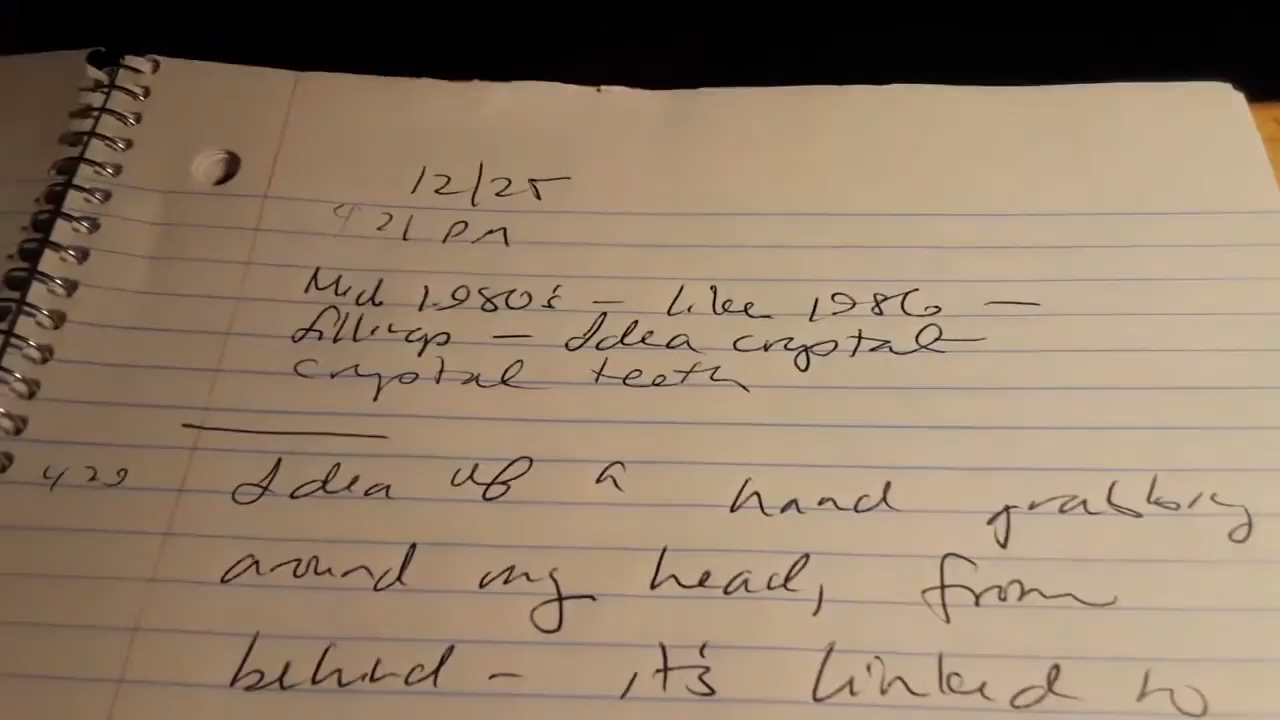 12/25
4 21 PM
Mid 1980's — like 1986 —
fillings — Idea crystal
crystal teeth
4 29 Idea of a hand grabbing
around my head, from
behind - it's linked to